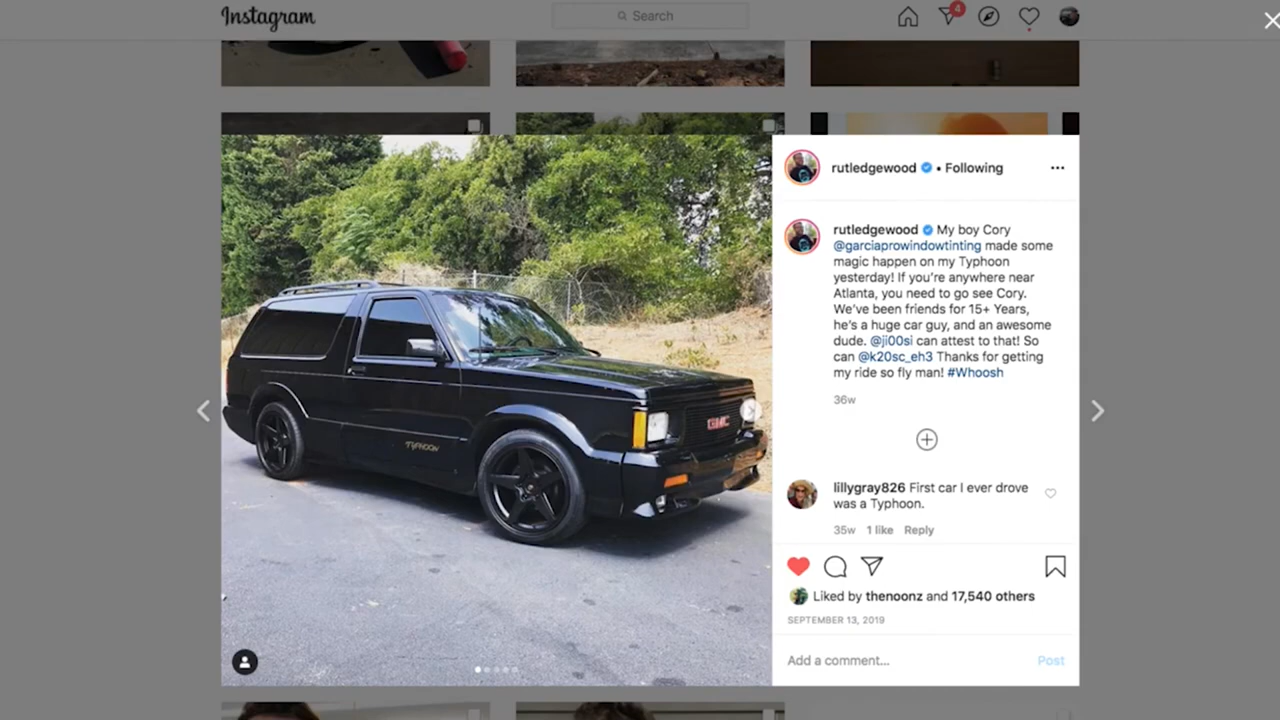 Instagram
Search
4
rutledgewood • Following
rutledgewood My boy Cory
@garciaprowindowtinting made some
magic happen on my Typhoon
yesterday! If you're anywhere near
Atlanta, you need to go see Cory.
We've been friends for 15+ Years,
he's a huge car guy, and an awesome
dude. @ji00si can attest to that! So
can @k20sc_eh3 Thanks for getting
my ride so fly man! #Whoosh
36w
lillygray826 First car I ever drove
was a Typhoon.
35w 1 like Reply
Liked by thenoonz and 17,540 others
SEPTEMBER 13, 2019
Add a comment... Post
GMC
TYPHOON